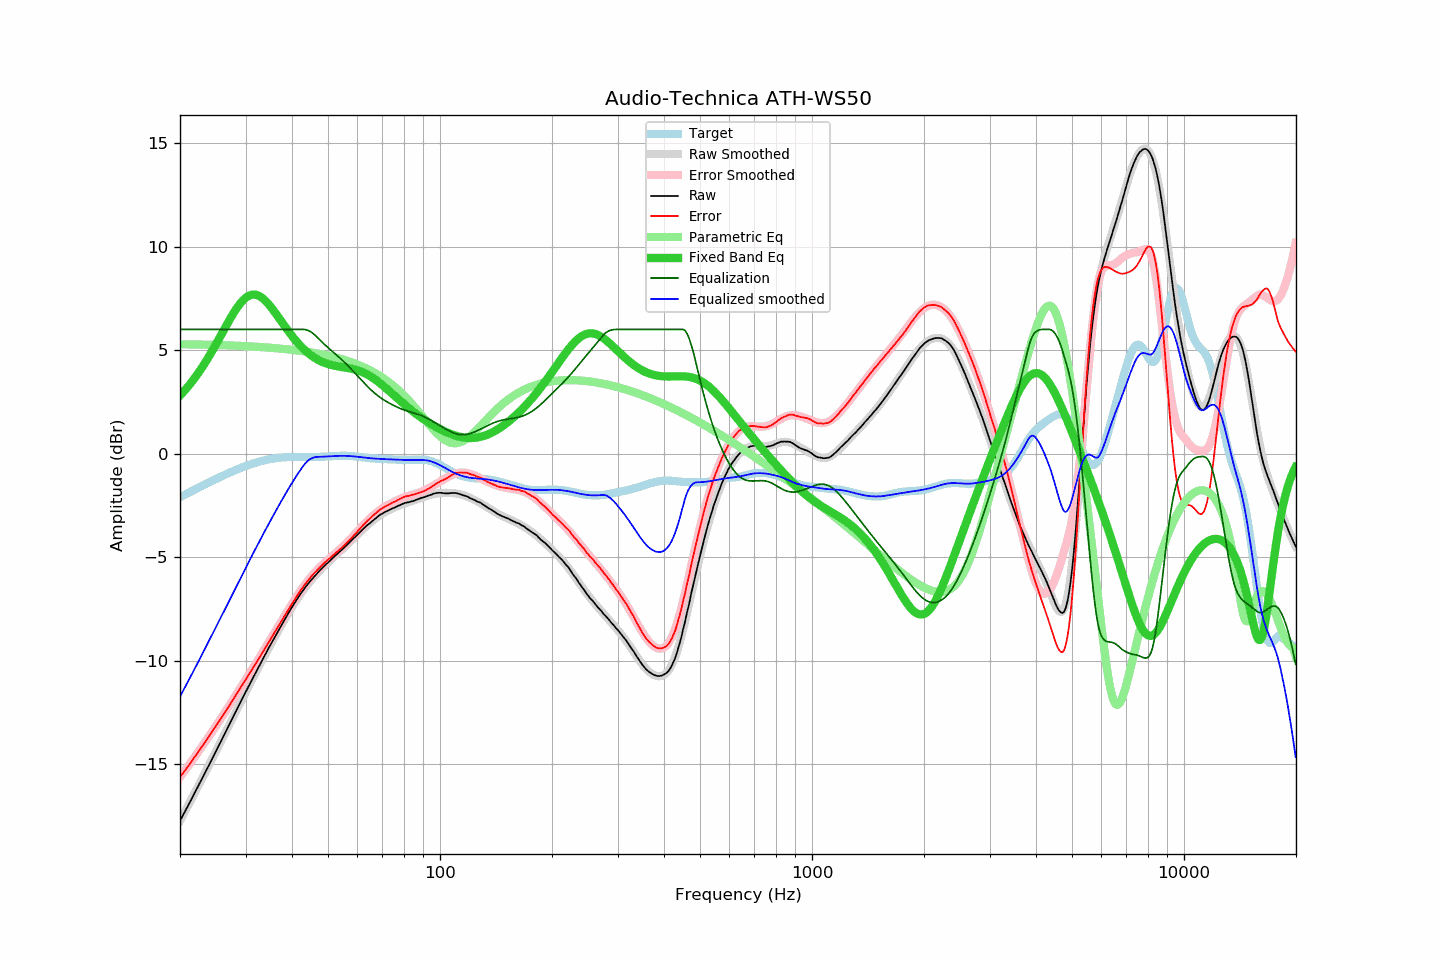 Audio-Technica ATH-WS50
Target
Raw Smoothed
Error Smoothed
Raw
Error
Parametric Eq
Fixed Band Eq
Equalization
Equalized smoothed
15
10
5
0
−5
−10
−15
Amplitude (dBr)
100
1000
10000
Frequency (Hz)